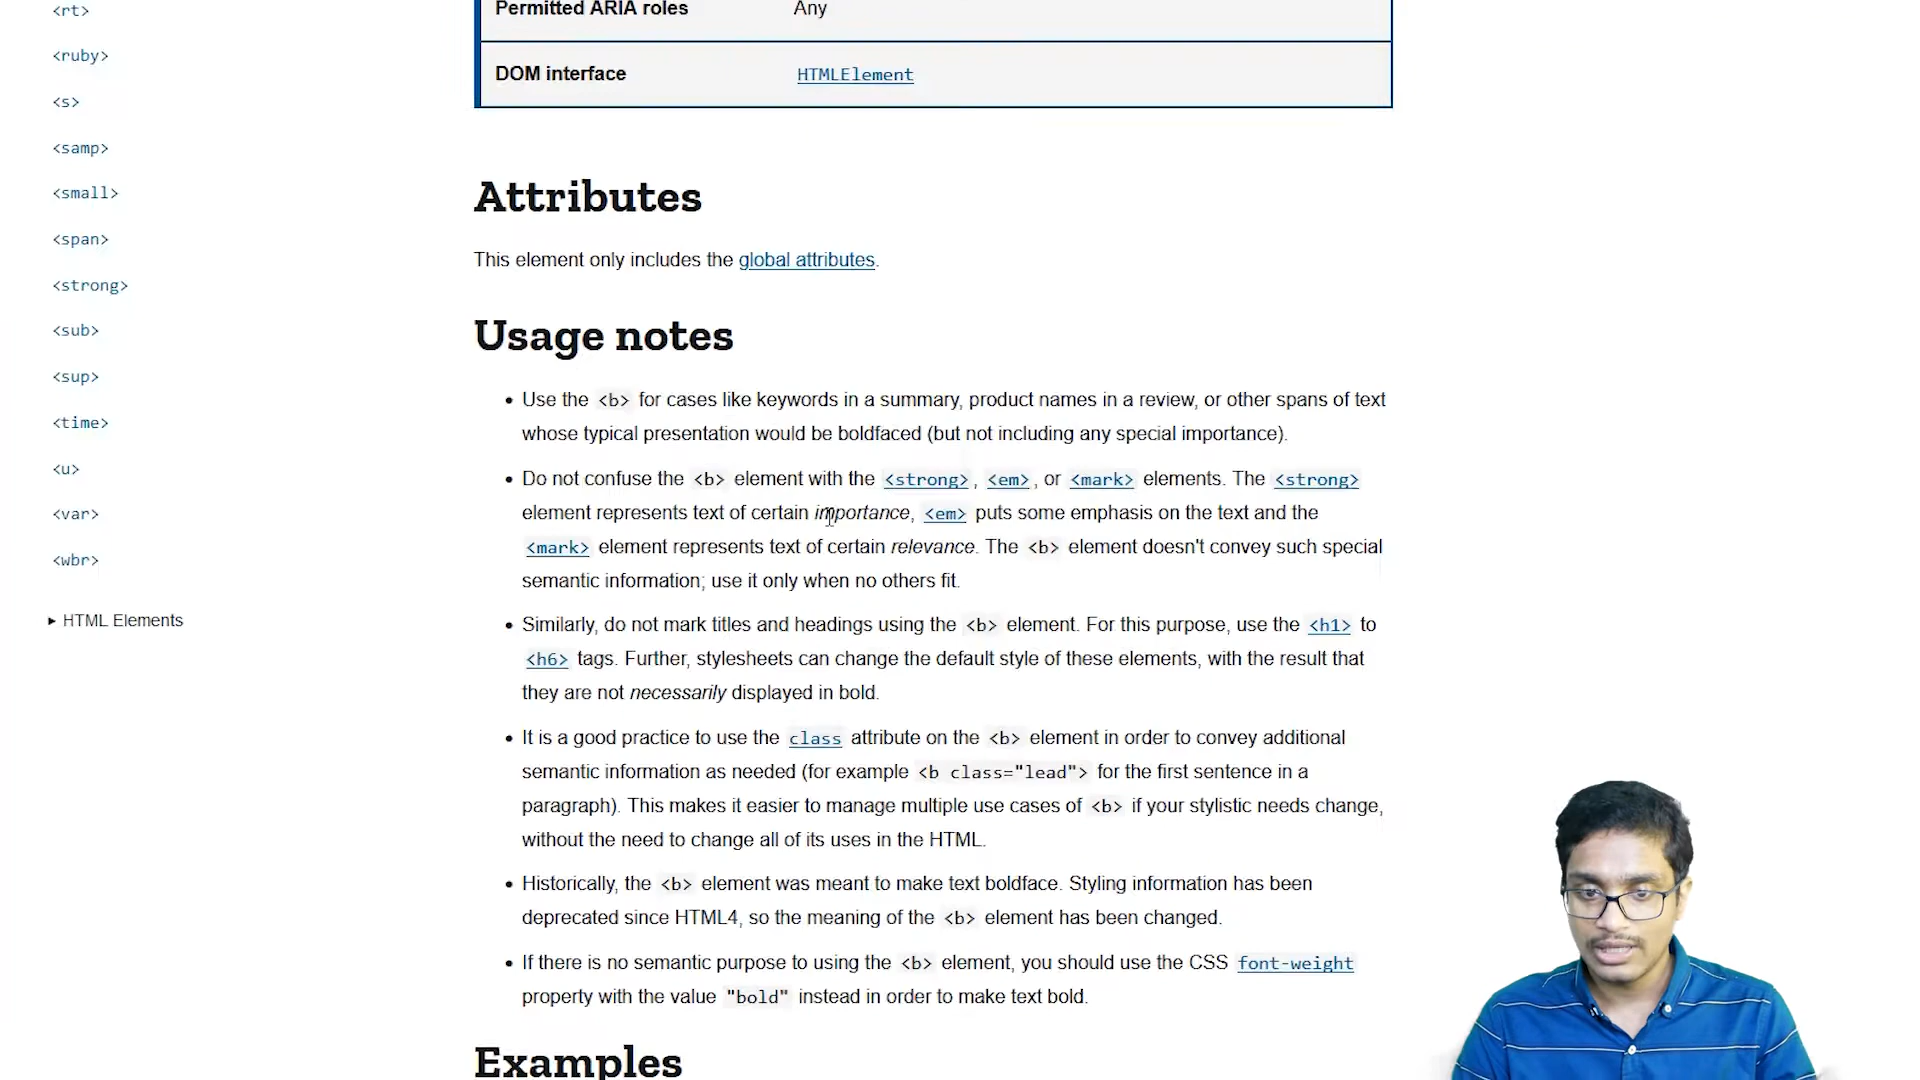 <rt>
<ruby>
<s>
<samp>
<small>
<span>
<strong>
<sub>
<sup>
<time>
<u>
<var>
<wbr>
▸ HTML Elements
Permitted ARIA roles Any
DOM interface HTMLElement
Attributes
This element only includes the global attributes.
Usage notes
• Use the <b> for cases like keywords in a summary, product names in a review, or other spans of text
whose typical presentation would be boldfaced (but not including any special importance).
• Do not confuse the <b> element with the <strong>, <em>, or <mark> elements. The <strong>
element represents text of certain importance, <em> puts some emphasis on the text and the
<mark> element represents text of certain relevance. The <b> element doesn't convey such special
semantic information; use it only when no others fit.
• Similarly, do not mark titles and headings using the <b> element. For this purpose, use the <h1> to
<h6> tags. Further, stylesheets can change the default style of these elements, with the result that
they are not necessarily displayed in bold.
• It is a good practice to use the class attribute on the <b> element in order to convey additional
semantic information as needed (for example <b class="lead"> for the first sentence in a
paragraph). This makes it easier to manage multiple use cases of <b> if your stylistic needs change,
without the need to change all of its uses in the HTML.
• Historically, the <b> element was meant to make text boldface. Styling information has been
deprecated since HTML4, so the meaning of the <b> element has been changed.
• If there is no semantic purpose to using the <b> element, you should use the CSS font-weight
property with the value "bold" instead in order to make text bold.
Examples